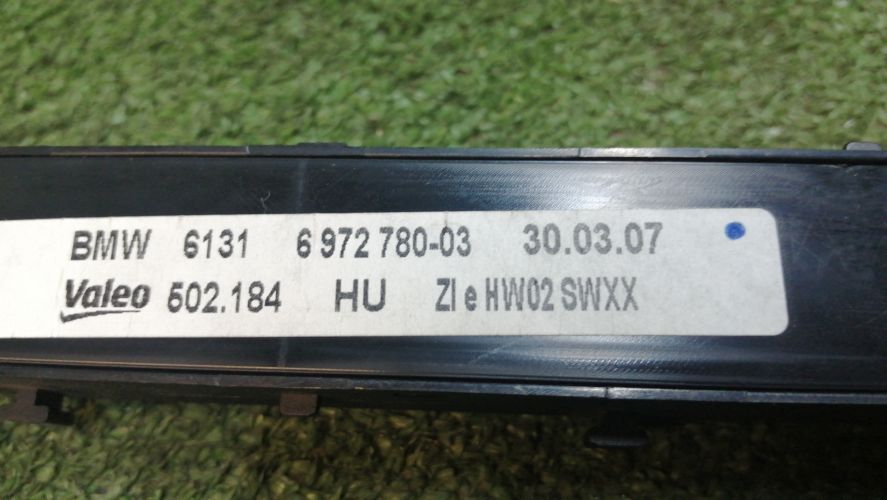 BMW 6131 6 972 780-03 30.03.07
Valeo 502.184 HU ZI e HW02 SWXX